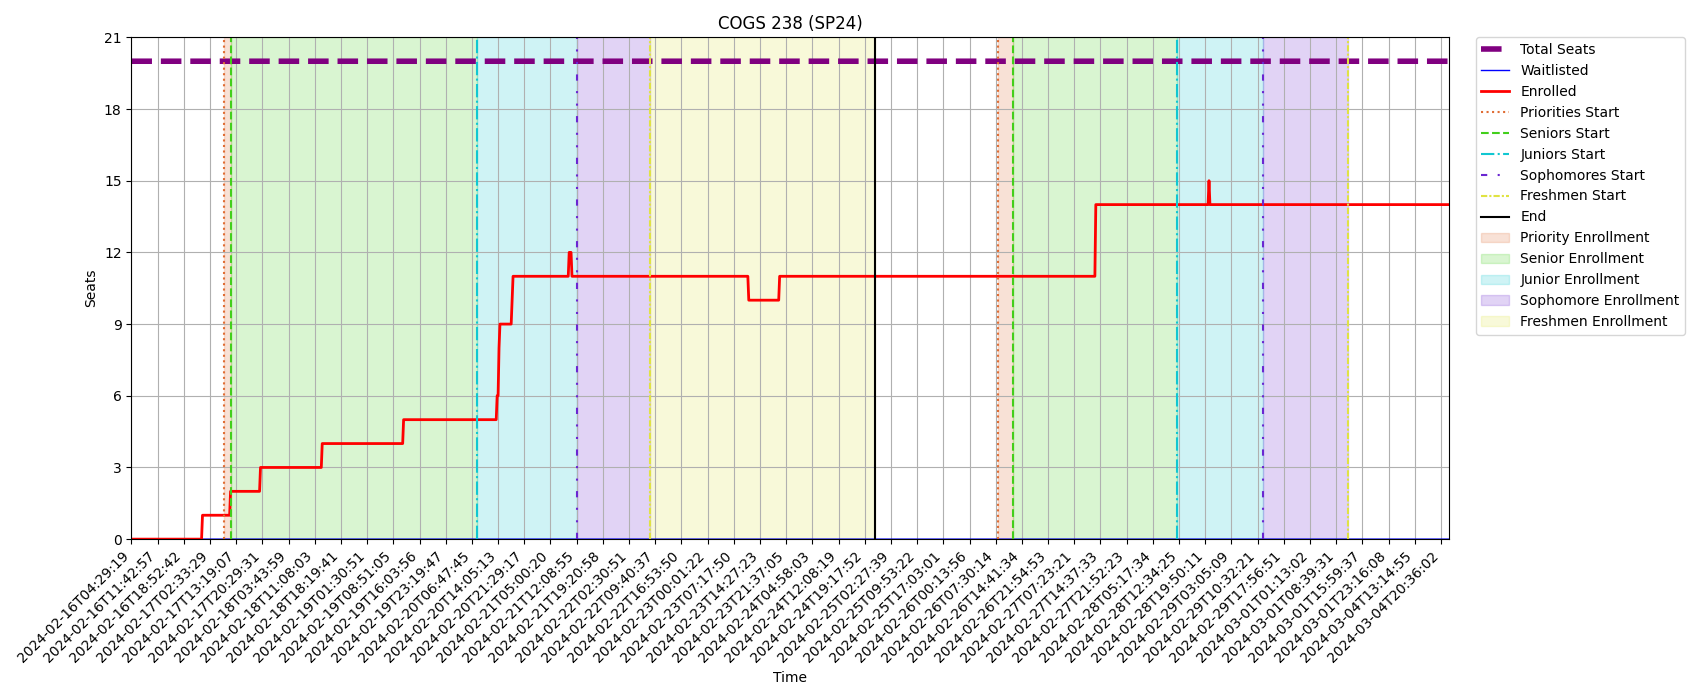 COGS 238 (SP24)
Seats
21
18
15
12
9
6
3
0
2024-02-16T04:29:19
2024-02-16T11:42:57
2024-02-16T18:52:42
2024-02-17T02:33:29
2024-02-17T13:19:07
2024-02-17T20:29:31
2024-02-18T03:43:59
2024-02-18T11:08:03
2024-02-18T18:19:41
2024-02-19T01:30:51
2024-02-19T08:51:05
2024-02-19T16:03:56
2024-02-19T23:19:47
2024-02-20T06:47:45
2024-02-20T14:05:13
2024-02-20T21:29:17
2024-02-21T05:00:20
2024-02-21T12:08:55
2024-02-21T19:20:58
2024-02-22T02:30:51
2024-02-22T09:40:37
2024-02-22T16:53:50
2024-02-23T00:01:22
2024-02-23T07:17:50
2024-02-23T14:27:23
2024-02-23T21:37:05
2024-02-24T04:58:03
2024-02-24T12:08:19
2024-02-24T19:17:52
2024-02-25T02:27:39
2024-02-25T09:53:22
2024-02-25T17:03:01
2024-02-26T00:13:56
2024-02-26T07:30:14
2024-02-26T14:41:34
2024-02-26T21:54:53
2024-02-27T07:23:21
2024-02-27T14:37:33
2024-02-27T21:52:23
2024-02-28T05:17:34
2024-02-28T12:34:25
2024-02-28T19:50:11
2024-02-29T03:05:09
2024-02-29T10:32:21
2024-02-29T17:56:51
2024-03-01T01:13:02
2024-03-01T08:39:31
2024-03-01T15:59:37
2024-03-01T23:16:08
2024-03-04T13:14:55
2024-03-04T20:36:02
Time
Total Seats
Waitlisted
Enrolled
Priorities Start
Seniors Start
Juniors Start
Sophomores Start
Freshmen Start
End
Priority Enrollment
Senior Enrollment
Junior Enrollment
Sophomore Enrollment
Freshmen Enrollment